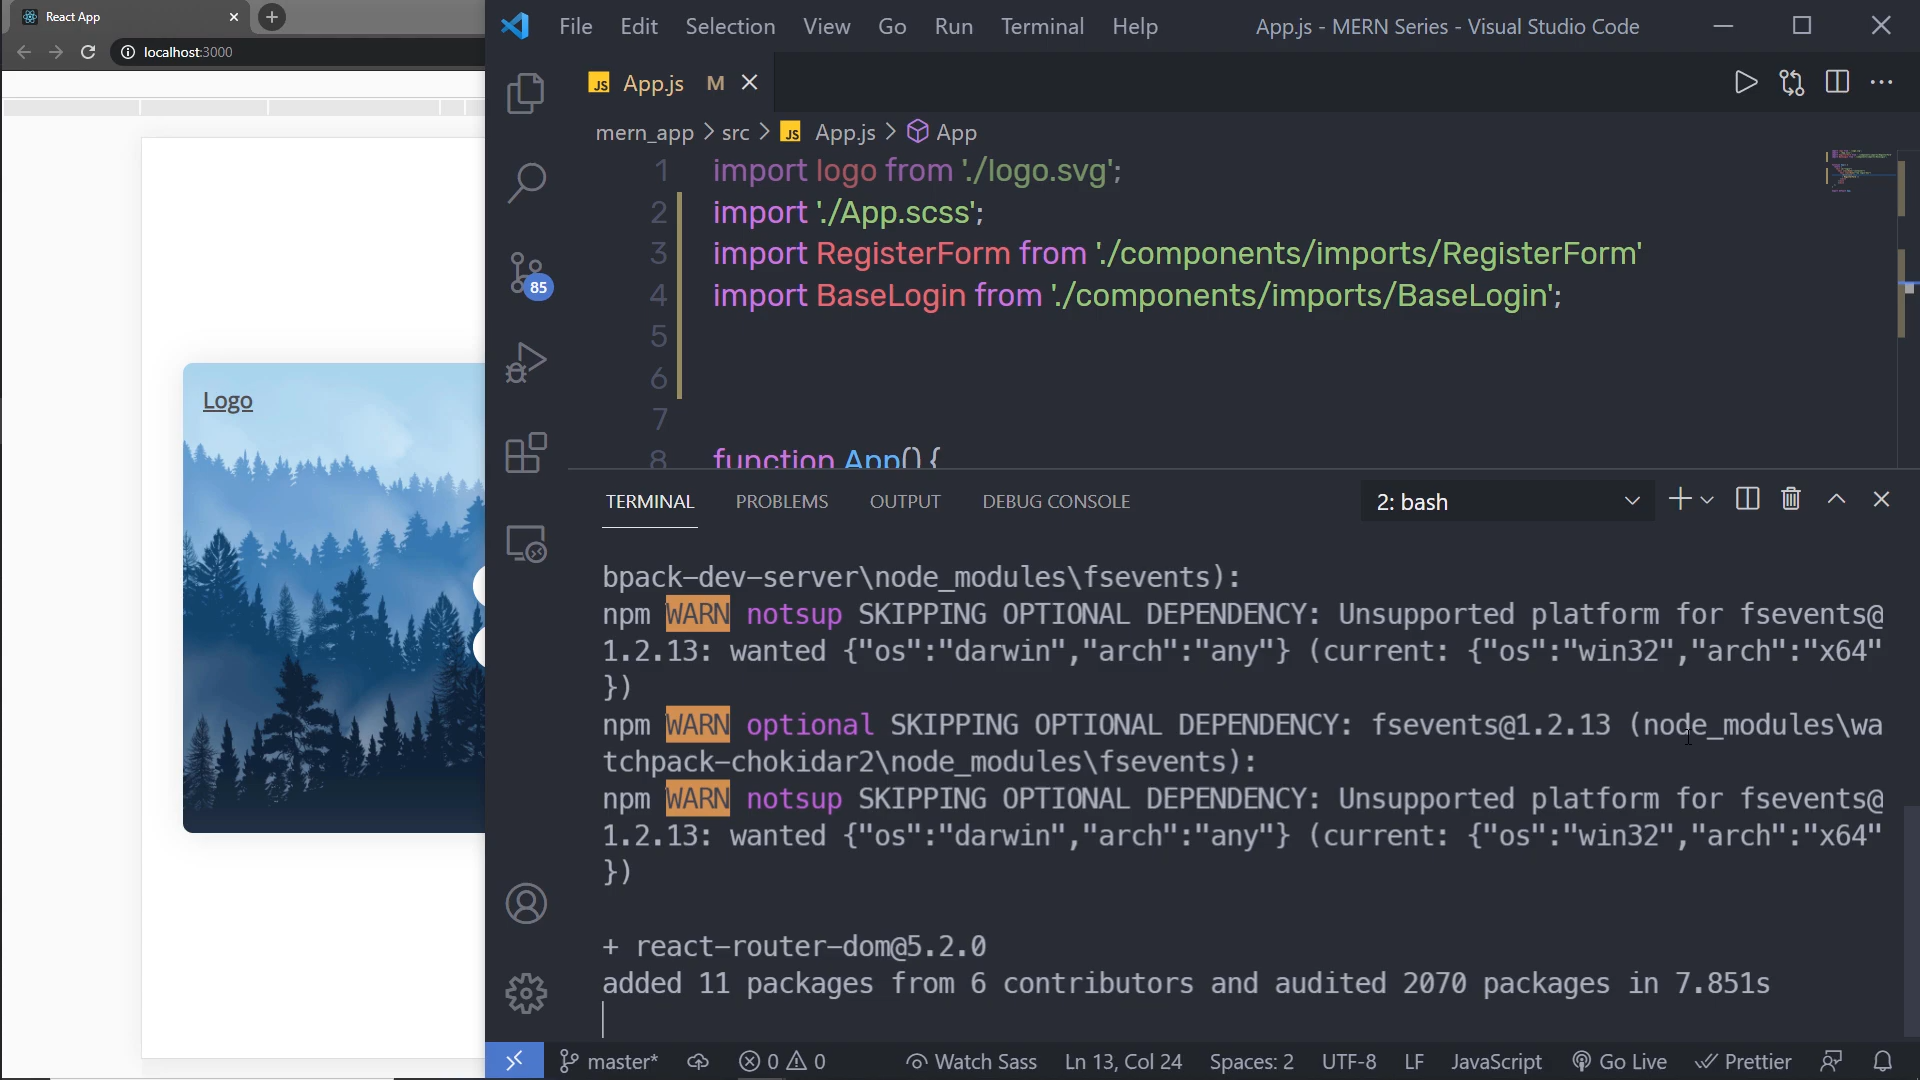 React App
localhost:3000
Logo
File Edit Selection View Go Run Terminal Help
App.js - MERN Series - Visual Studio Code
JS App.js M
mern_app > src > JS App.js > App
1 import logo from './logo.svg';
2 import './App.scss';
3 import RegisterForm from './components/imports/RegisterForm'
4 import BaseLogin from './components/imports/BaseLogin';
5
6
7
8 function App() {
85
TERMINAL PROBLEMS OUTPUT DEBUG CONSOLE
2: bash
bpack-dev-server\node_modules\fsevents):
npm WARN notsup SKIPPING OPTIONAL DEPENDENCY: Unsupported platform for fsevents@
1.2.13: wanted {"os":"darwin","arch":"any"} (current: {"os":"win32","arch":"x64"
})
npm WARN optional SKIPPING OPTIONAL DEPENDENCY: fsevents@1.2.13 (node_modules\wa
tchpack-chokidar2\node_modules\fsevents):
npm WARN notsup SKIPPING OPTIONAL DEPENDENCY: Unsupported platform for fsevents@
1.2.13: wanted {"os":"darwin","arch":"any"} (current: {"os":"win32","arch":"x64"
})
+ react-router-dom@5.2.0
added 11 packages from 6 contributors and audited 2070 packages in 7.851s
master* 0 0 Watch Sass Ln 13, Col 24 Spaces: 2 UTF-8 LF JavaScript Go Live Prettier